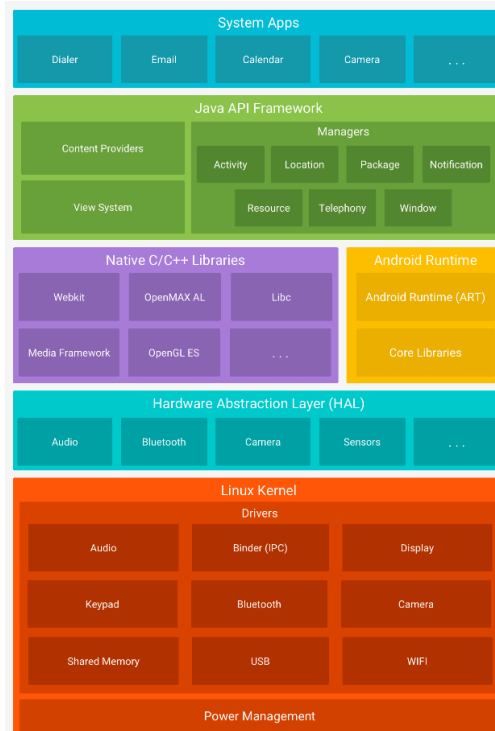 System Apps
Dialer Email Calendar Camera . . .
Java API Framework
Content Providers
View System
Managers
Activity Location Package Notification
Resource Telephony Window
Native C/C++ Libraries
Webkit OpenMAX AL Libc
Media Framework OpenGL ES . . .
Android Runtime
Android Runtime (ART)
Core Libraries
Hardware Abstraction Layer (HAL)
Audio Bluetooth Camera Sensors . . .
Linux Kernel
Drivers
Audio Binder (IPC) Display
Keypad Bluetooth Camera
Shared Memory USB WIFI
Power Management